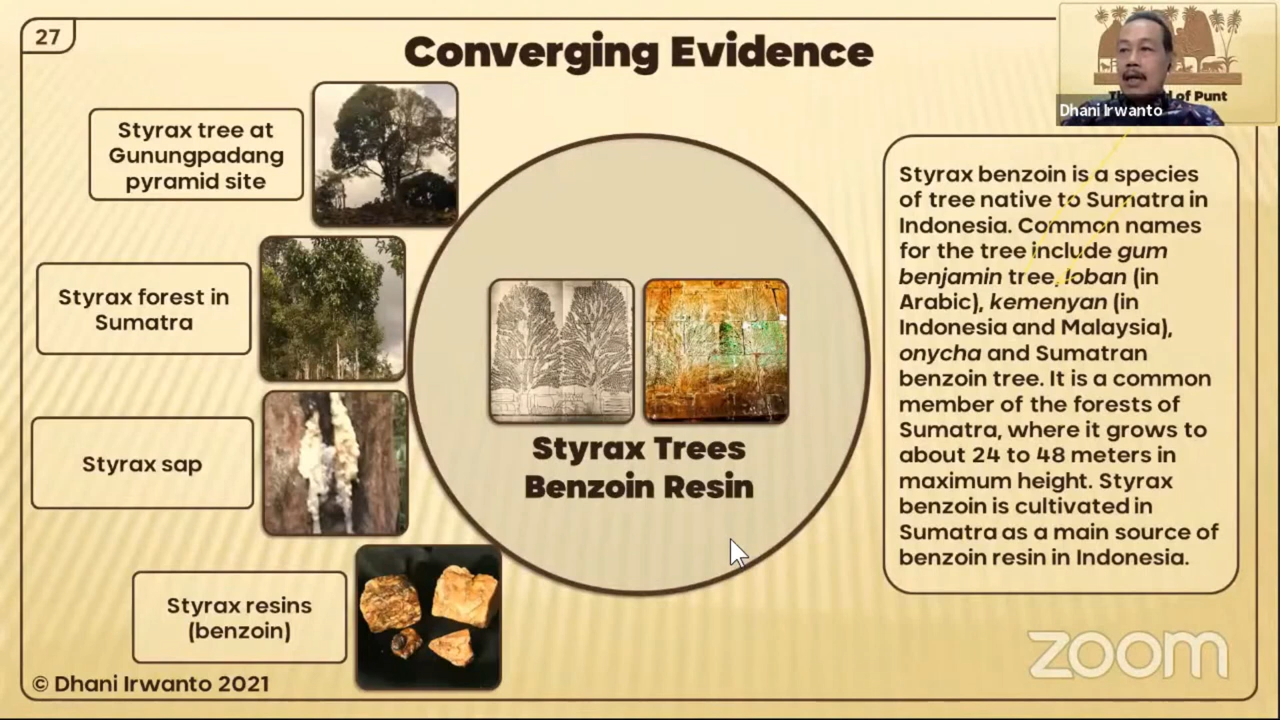 27
Converging Evidence
Dhani Irwanto
of Punt
Styrax tree at
Gunungpadang
pyramid site
Styrax forest in
Sumatra
Styrax sap
Styrax resins
(benzoin)
Styrax Trees
Benzoin Resin
Styrax benzoin is a species
of tree native to Sumatra in
Indonesia. Common names
for the tree include gum
benjamin tree, loban (in
Arabic), kemenyan (in
Indonesia and Malaysia),
onycha and Sumatran
benzoin tree. It is a common
member of the forests of
Sumatra, where it grows to
about 24 to 48 meters in
maximum height. Styrax
benzoin is cultivated in
Sumatra as a main source of
benzoin resin in Indonesia.
© Dhani Irwanto 2021
zoom